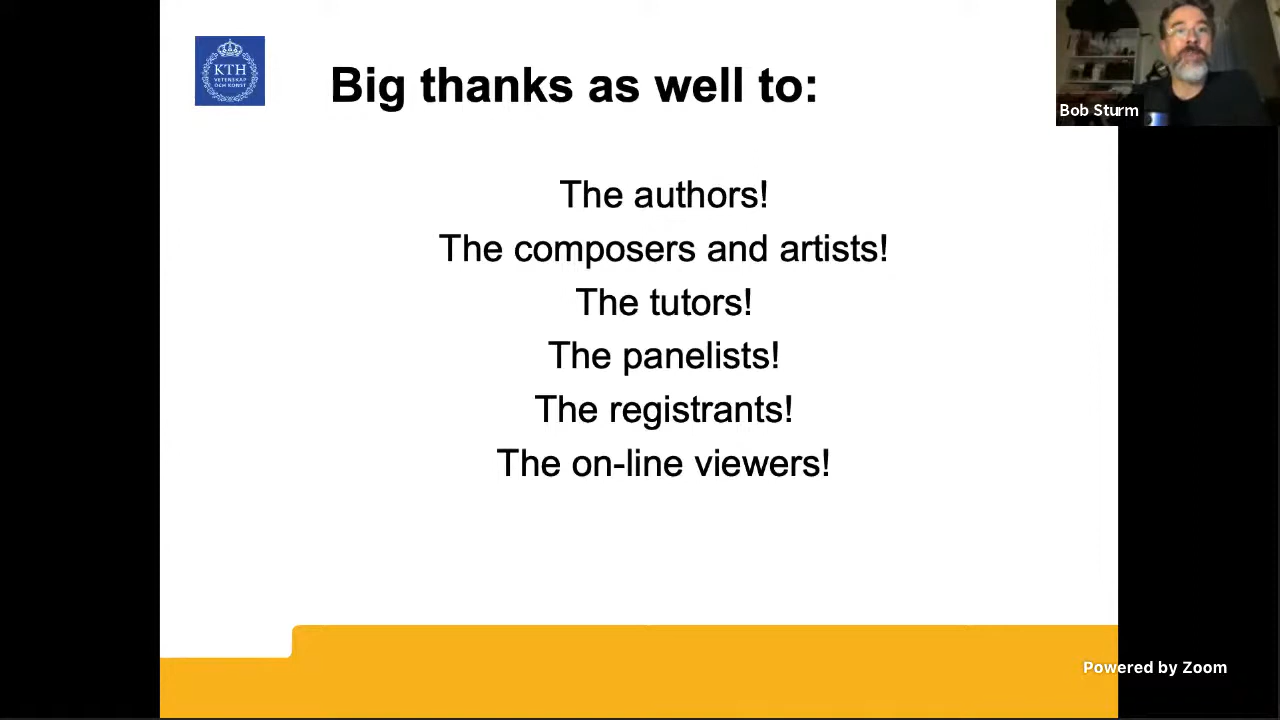 KTH
VETENSKAP
OCH KONST
Big thanks as well to:
Bob Sturm
The authors!
The composers and artists!
The tutors!
The panelists!
The registrants!
The on-line viewers!
Powered by Zoom